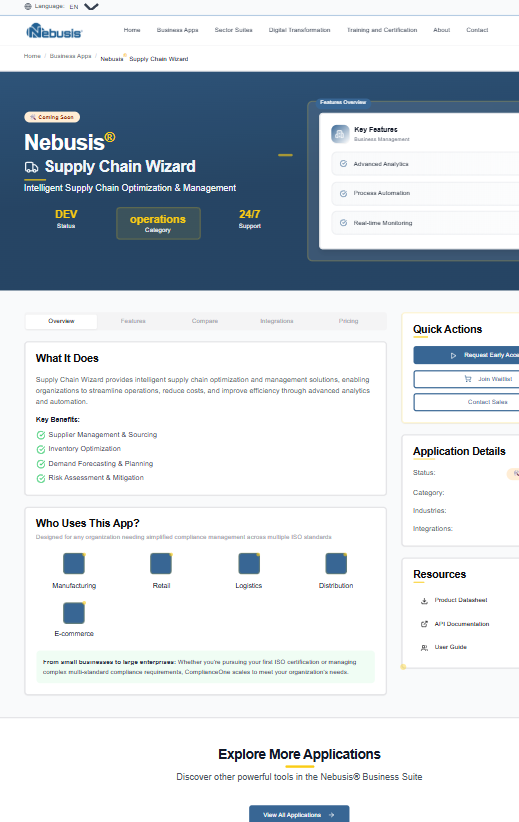 Language: EN
Nebusis®
Home Business Apps Sector Suites Digital Transformation Training and Certification About Contact
Home / Business Apps / Nebusis® Supply Chain Wizard
Coming Soon
Nebusis®
Supply Chain Wizard
Intelligent Supply Chain Optimization & Management
DEV
Status
operations
Category
24/7
Support
Features Overview
Key Features
Business Management
Advanced Analytics
Process Automation
Real-time Monitoring
Overview Features Compare Integrations Pricing
What It Does
Supply Chain Wizard provides intelligent supply chain optimization and management solutions, enabling
organizations to streamline operations, reduce costs, and improve efficiency through advanced analytics
and automation.
Key Benefits:
Supplier Management & Sourcing
Inventory Optimization
Demand Forecasting & Planning
Risk Assessment & Mitigation
Who Uses This App?
Designed for any organization needing simplified compliance management across multiple ISO standards
Manufacturing
Retail
Logistics
Distribution
E-commerce
From small businesses to large enterprises: Whether you're pursuing your first ISO certification or managing
complex multi-standard compliance requirements, ComplianceOne scales to meet your organization's needs.
Quick Actions
Request Early Acce
Join Waitlist
Contact Sales
Application Details
Status:
Category:
Industries:
Integrations:
Resources
Product Datasheet
API Documentation
User Guide
Explore More Applications
Discover other powerful tools in the Nebusis® Business Suite
View All Applications →